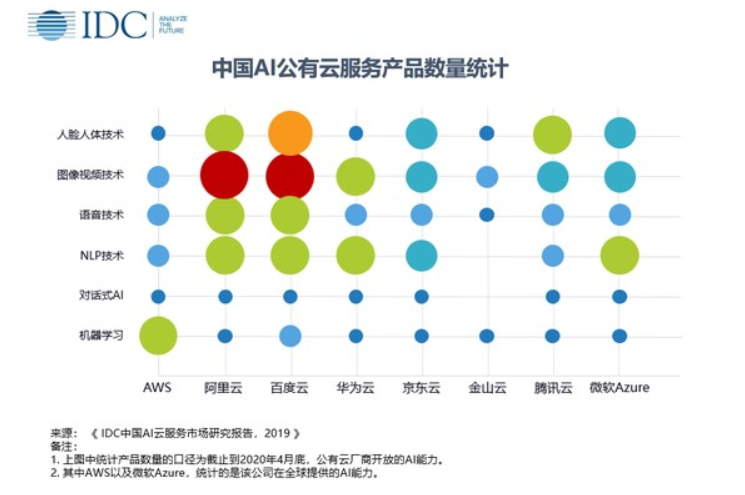 IDC
ANALYZE
THE
FUTURE
中国AI公有云服务产品数量统计
人脸人体技术
图像视频技术
语音技术
NLP技术
对话式AI
机器学习
AWS 阿里云 百度云 华为云 京东云 金山云 腾讯云 微软Azure
来源：《 IDC中国AI云服务市场研究报告，2019 》
备注：
1. 上图中统计产品数量的口径为截止到2020年4月底，公有云厂商开放的AI能力。
2. 其中AWS以及微软Azure，统计的是该公司在全球提供的AI能力。